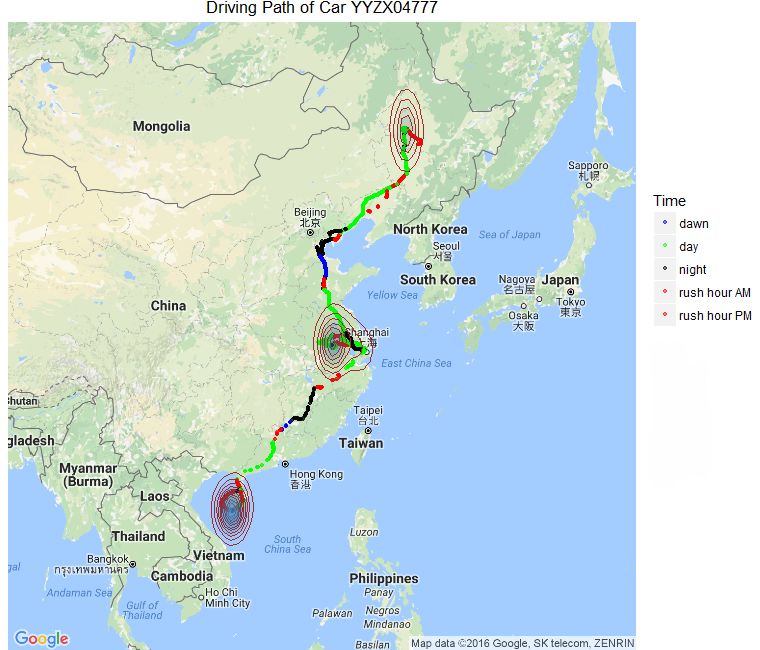 Driving Path of Car YYZX04777
Mongolia
Sapporo
札幌
Beijing
北京
North Korea
Sea of Japan
Seoul
서울
South Korea
Nagoya
名古屋
Japan
Tokyo
東京
Osaka
大阪
China
Yellow Sea
Shanghai
上海
East China Sea
Bhutan
Taipei
台北
Taiwan
gladesh
Myanmar
(Burma)
Hong Kong
香港
Laos
Luzon
Thailand
South
China Sea
Vietnam
Bangkok
กรุงเทพมหานคร
Cambodia
Philippines
Panay
gal
Andaman Sea
Gulf of
Thailand
Ho Chi
Minh City
Palawan
Negros
Mindanao
Basilan
Google
Map data ©2016 Google, SK telecom, ZENRIN
Time
dawn
day
night
rush hour AM
rush hour PM